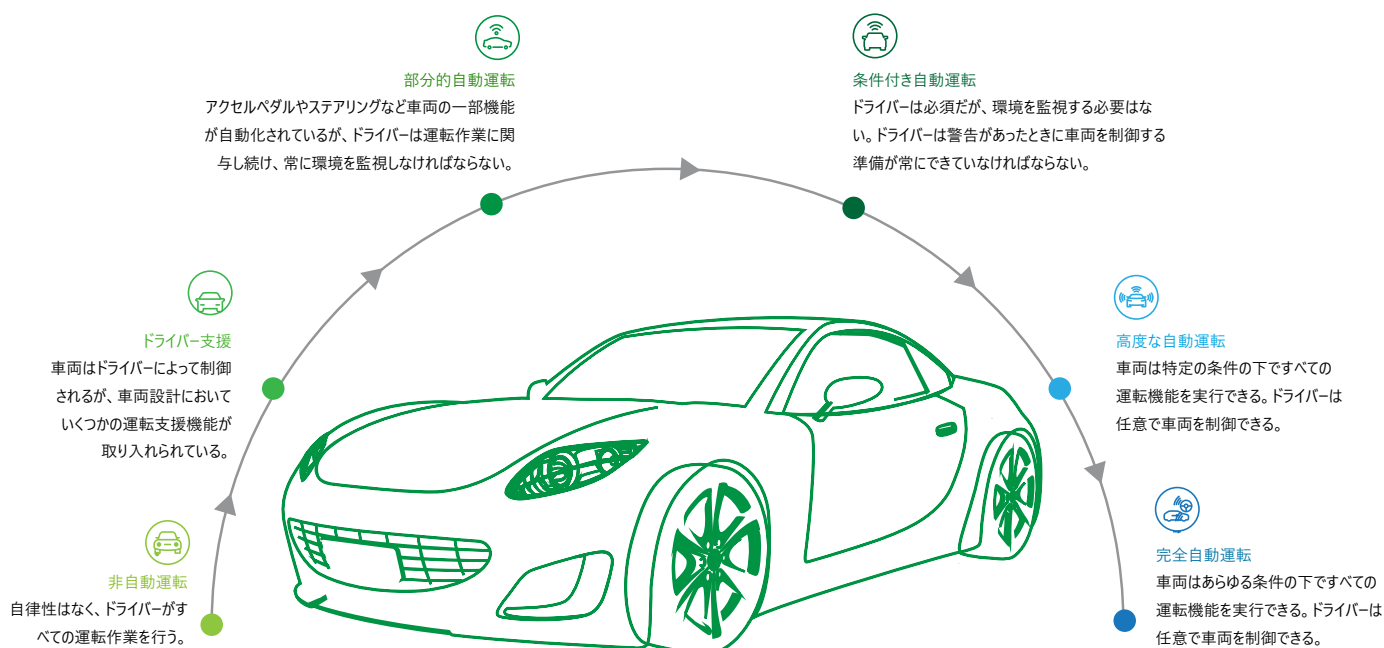 非自動運転
自律性はなく、ドライバーがす
べての運転作業を行う。
ドライバー支援
車両はドライバーによって制御
されるが、車両設計において
いくつかの運転支援機能が
取り入れられている。
部分的自動運転
アクセルペダルやステアリングなど車両の一部機能
が自動化されているが、ドライバーは運転作業に関
与し続け、常に環境を監視しなければならない。
条件付き自動運転
ドライバーは必須だが、環境を監視する必要はな
い。ドライバーは警告があったときに車両を制御する
準備が常にできていなければならない。
高度な自動運転
車両は特定の条件の下ですべての
運転機能を実行できる。ドライバーは
任意で車両を制御できる。
完全自動運転
車両はあらゆる条件の下ですべての
運転機能を実行できる。ドライバーは
任意で車両を制御できる。